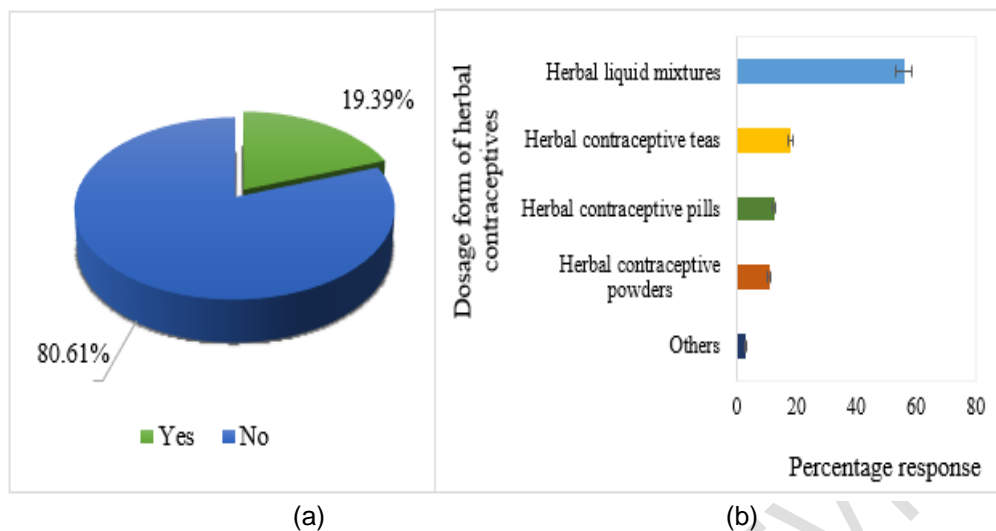 19.39%
80.61%
Yes No
(a)
Dosage form of herbal
contraceptives
Herbal liquid mixtures
Herbal contraceptive teas
Herbal contraceptive pills
Herbal contraceptive
powders
Others
0 20 40 60 80
Percentage response
(b)